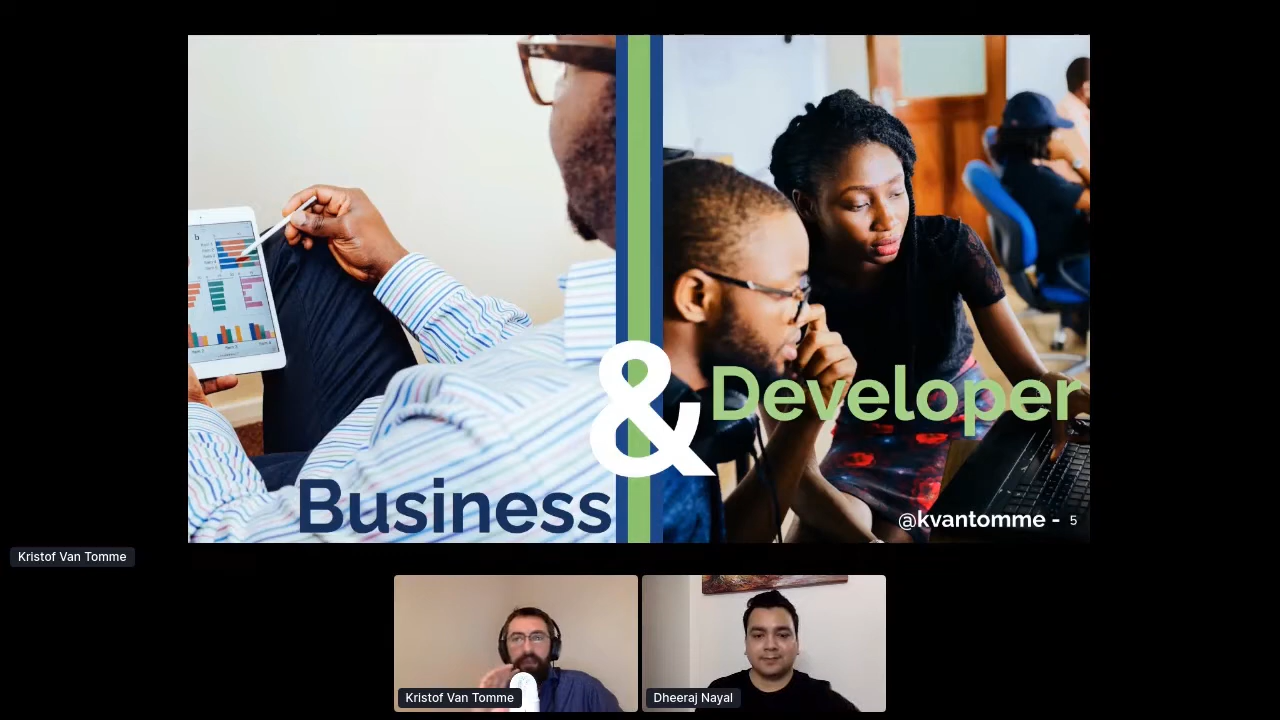 Business
&
Developer
@kvantomme - 5
Kristof Van Tomme
Kristof Van Tomme
Dheeraj Nayal